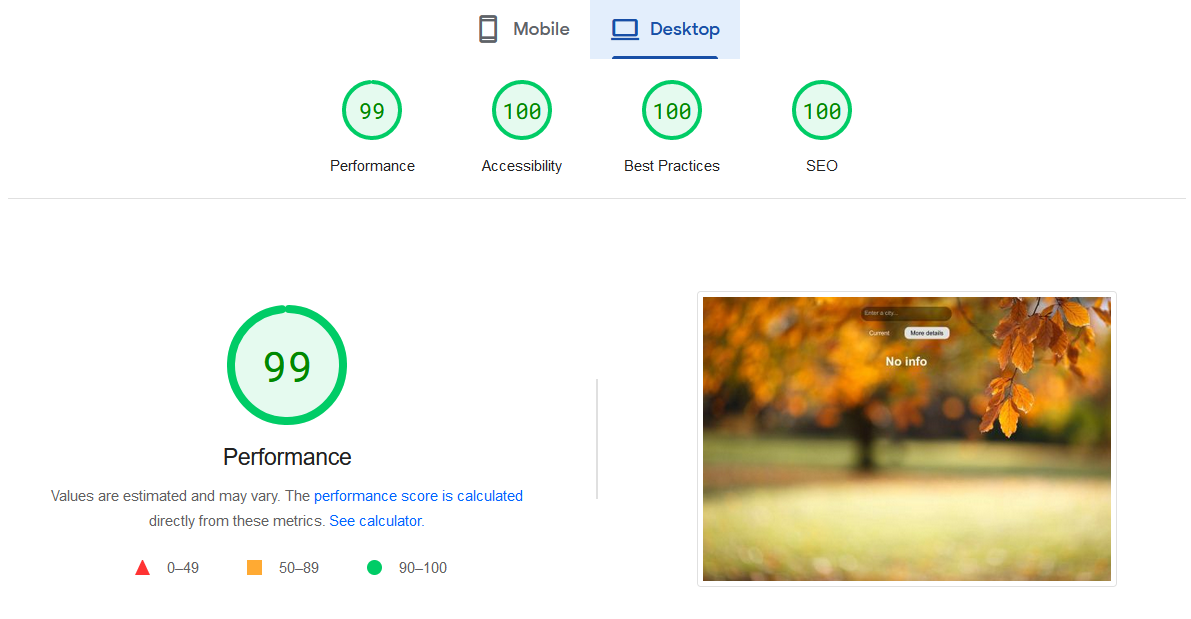 Mobile
Desktop
99
100
100
100
Performance
Accessibility
Best Practices
SEO
99
Performance
Values are estimated and may vary. The performance score is calculated
directly from these metrics. See calculator.
0–49
50–89
90–100
Enter a city...
Current
More details
No info